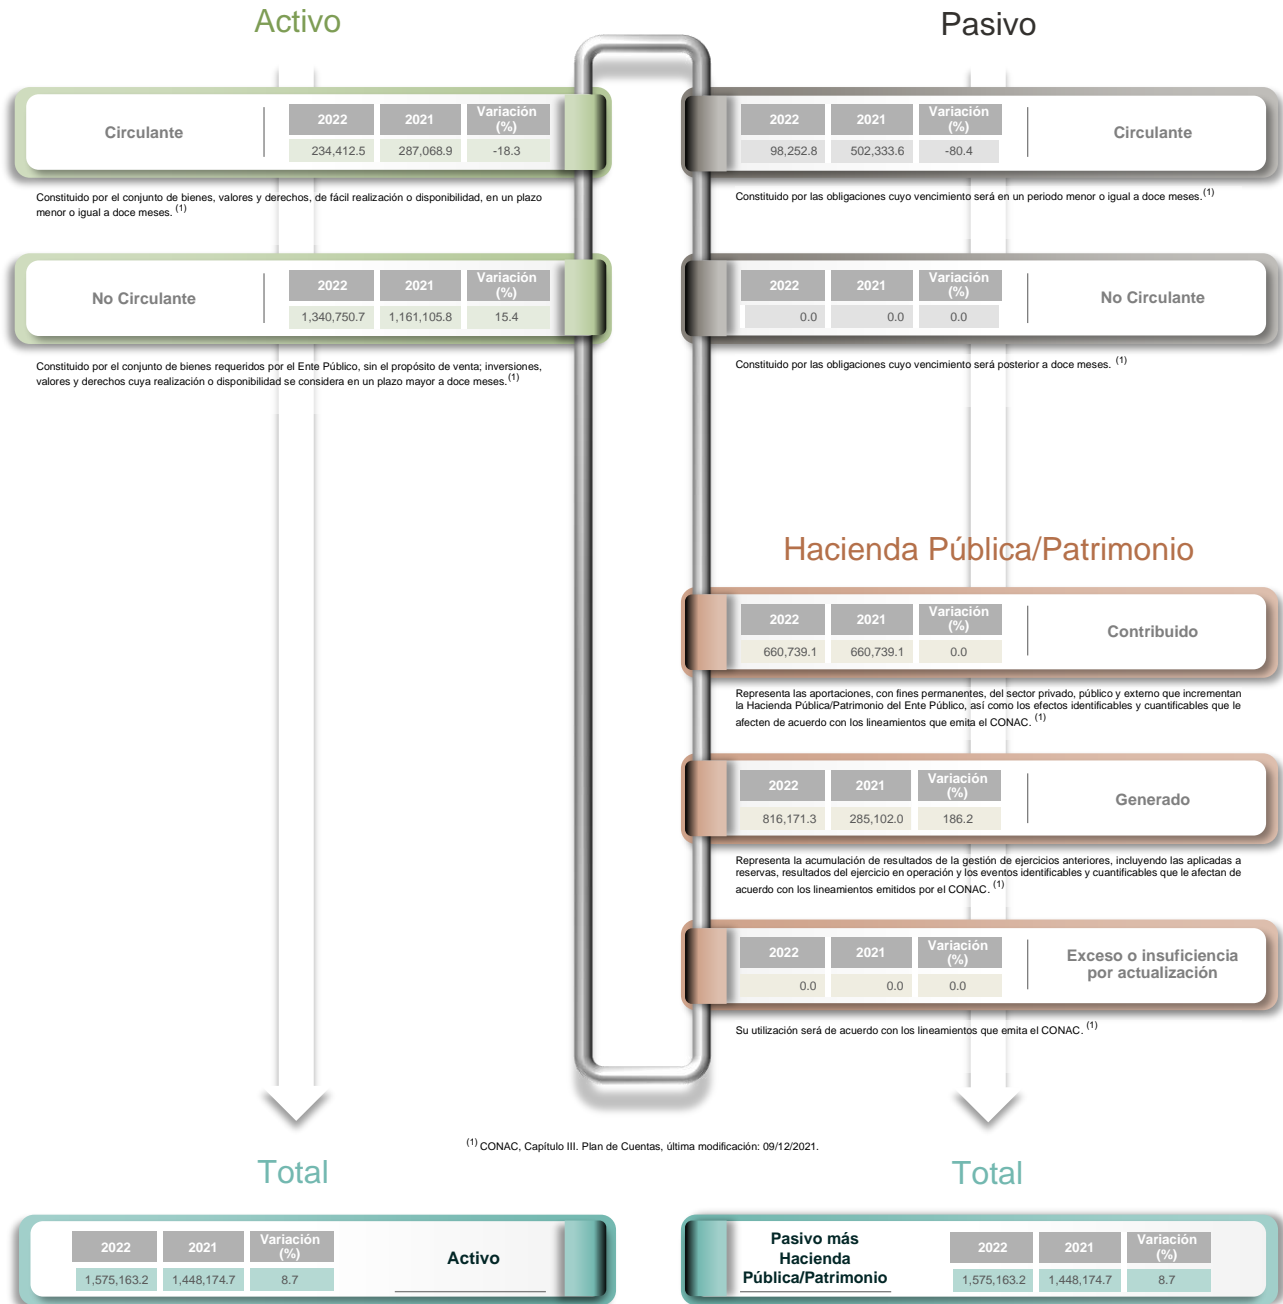 Activo
Circulante
2022 2021 Variación (%)
234,412.5 287,068.9 -18.3
Constituido por el conjunto de bienes, valores y derechos, de fácil realización o disponibilidad, en un plazo
menor o igual a doce meses. (1)
No Circulante
2022 2021 Variación (%)
1,340,750.7 1,161,105.8 15.4
Constituido por el conjunto de bienes requeridos por el Ente Público, sin el propósito de venta; inversiones,
valores y derechos cuya realización o disponibilidad se considera en un plazo mayor a doce meses. (1)
Pasivo
2022 2021 Variación (%)
98,252.8 502,333.6 -80.4
Circulante
Constituido por las obligaciones cuyo vencimiento será en un periodo menor o igual a doce meses. (1)
2022 2021 Variación (%)
0.0 0.0 0.0
No Circulante
Constituido por las obligaciones cuyo vencimiento será posterior a doce meses. (1)
Hacienda Pública/Patrimonio
2022 2021 Variación (%)
660,739.1 660,739.1 0.0
Contribuido
Representa las aportaciones, con fines permanentes, del sector privado, público y externo que incrementan
la Hacienda Pública/Patrimonio del Ente Público, así como los efectos identificables y cuantificables que le
afecten de acuerdo con los lineamientos que emita el CONAC. (1)
2022 2021 Variación (%)
816,171.3 285,102.0 186.2
Generado
Representa la acumulación de resultados de la gestión de ejercicios anteriores, incluyendo las aplicadas a
reservas, resultados del ejercicio en operación y los eventos identificables y cuantificables que le afectan de
acuerdo con los lineamientos emitidos por el CONAC. (1)
2022 2021 Variación (%)
0.0 0.0 0.0
Exceso o insuficiencia
por actualización
Su utilización será de acuerdo con los lineamientos que emita el CONAC. (1)
(1) CONAC, Capítulo III. Plan de Cuentas, última modificación: 09/12/2021.
Total
2022 2021 Variación (%)
1,575,163.2 1,448,174.7 8.7
Activo
Total
Pasivo más
Hacienda
Pública/Patrimonio
2022 2021 Variación (%)
1,575,163.2 1,448,174.7 8.7